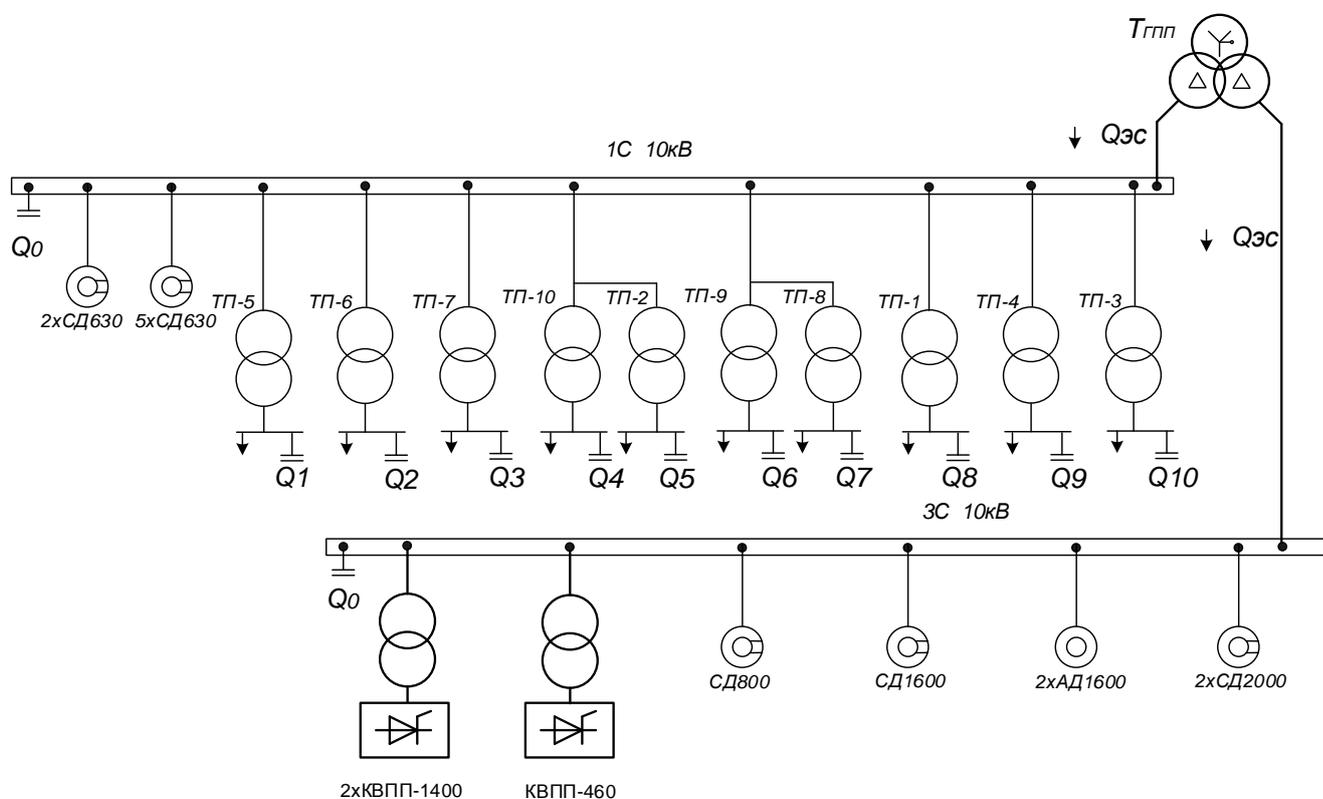 TГПП
Qэс
1С 10кВ
Q0
Qэс
2хСД630
5хСД630
ТП-5
ТП-6
ТП-7
ТП-10
ТП-2
ТП-9
ТП-8
ТП-1
ТП-4
ТП-3
Q1
Q2
Q3
Q4
Q5
Q6
Q7
Q8
Q9
Q10
3С 10кВ
Q0
СД800
СД1600
2хАД1600
2хСД2000
2хКВПП-1400
КВПП-460